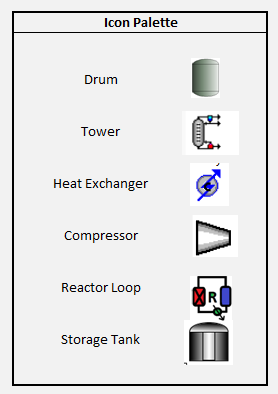 Icon Palette
Drum
Tower
Heat Exchanger
Compressor
Reactor Loop
R
Storage Tank